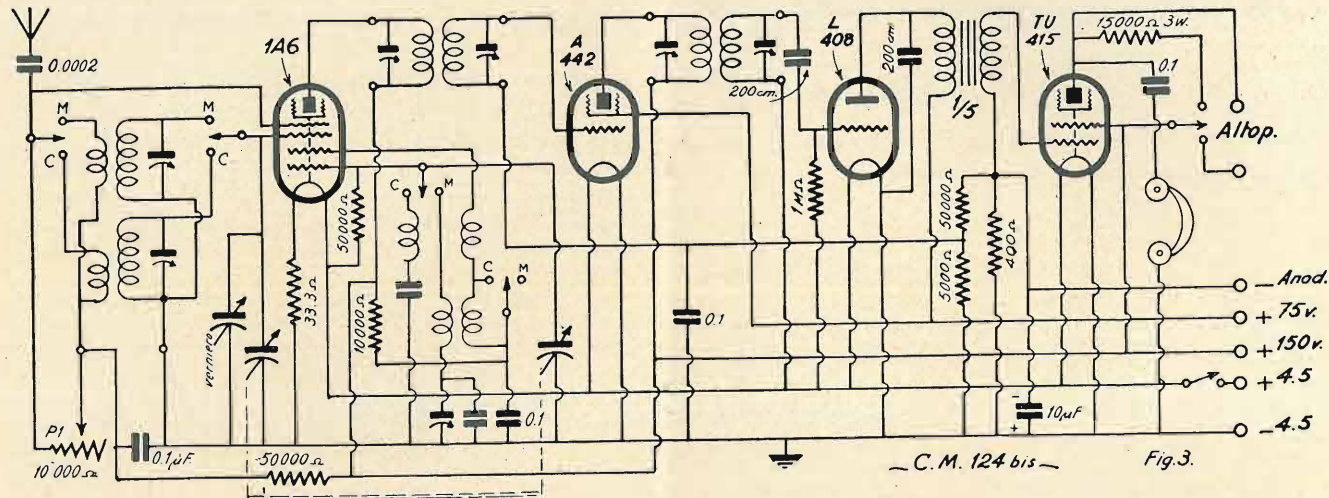 0.0002
M
C
M
C
P1
10'000 Ω
0.1 µF.
verniero
1A6
33.3 Ω
50000 Ω
10000 Ω
C
M
C
M
0.1
-50000 Ω
A
442
200 cm.
0.1
L
408
1 MΩ
200 cm.
1/5
50000 Ω
5000 Ω
400 Ω
10 µF
-
+
TU
415
15000 Ω 3w.
0.1
Altop.
- Anod.
+ 75 v.
+ 150 v.
+ 4.5
- 4.5
- C.M. 124 bis -
Fig.3.